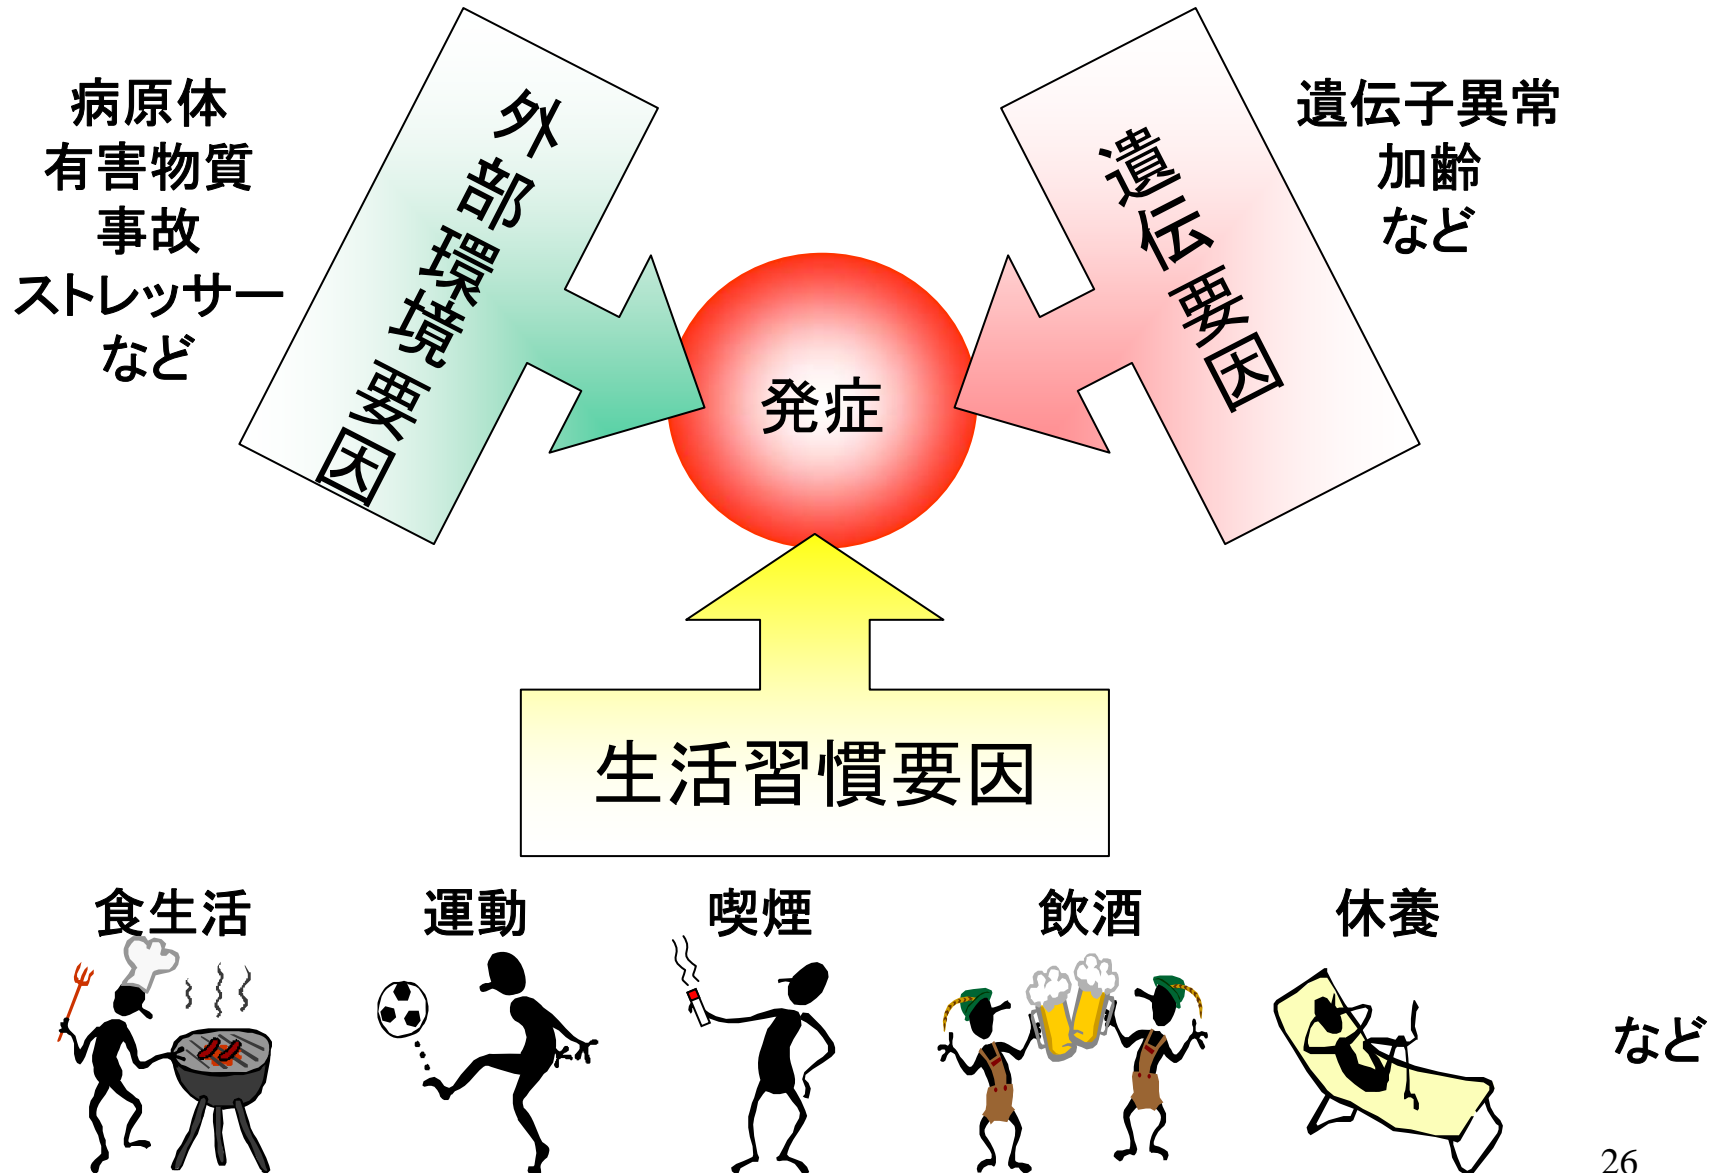 病原体
有害物質
事故
ストレッサー
など
外部環境要因
遺伝要因
遺伝子異常
加齢
など
発症
生活習慣要因
食生活
運動
喫煙
飲酒
休養
など
26